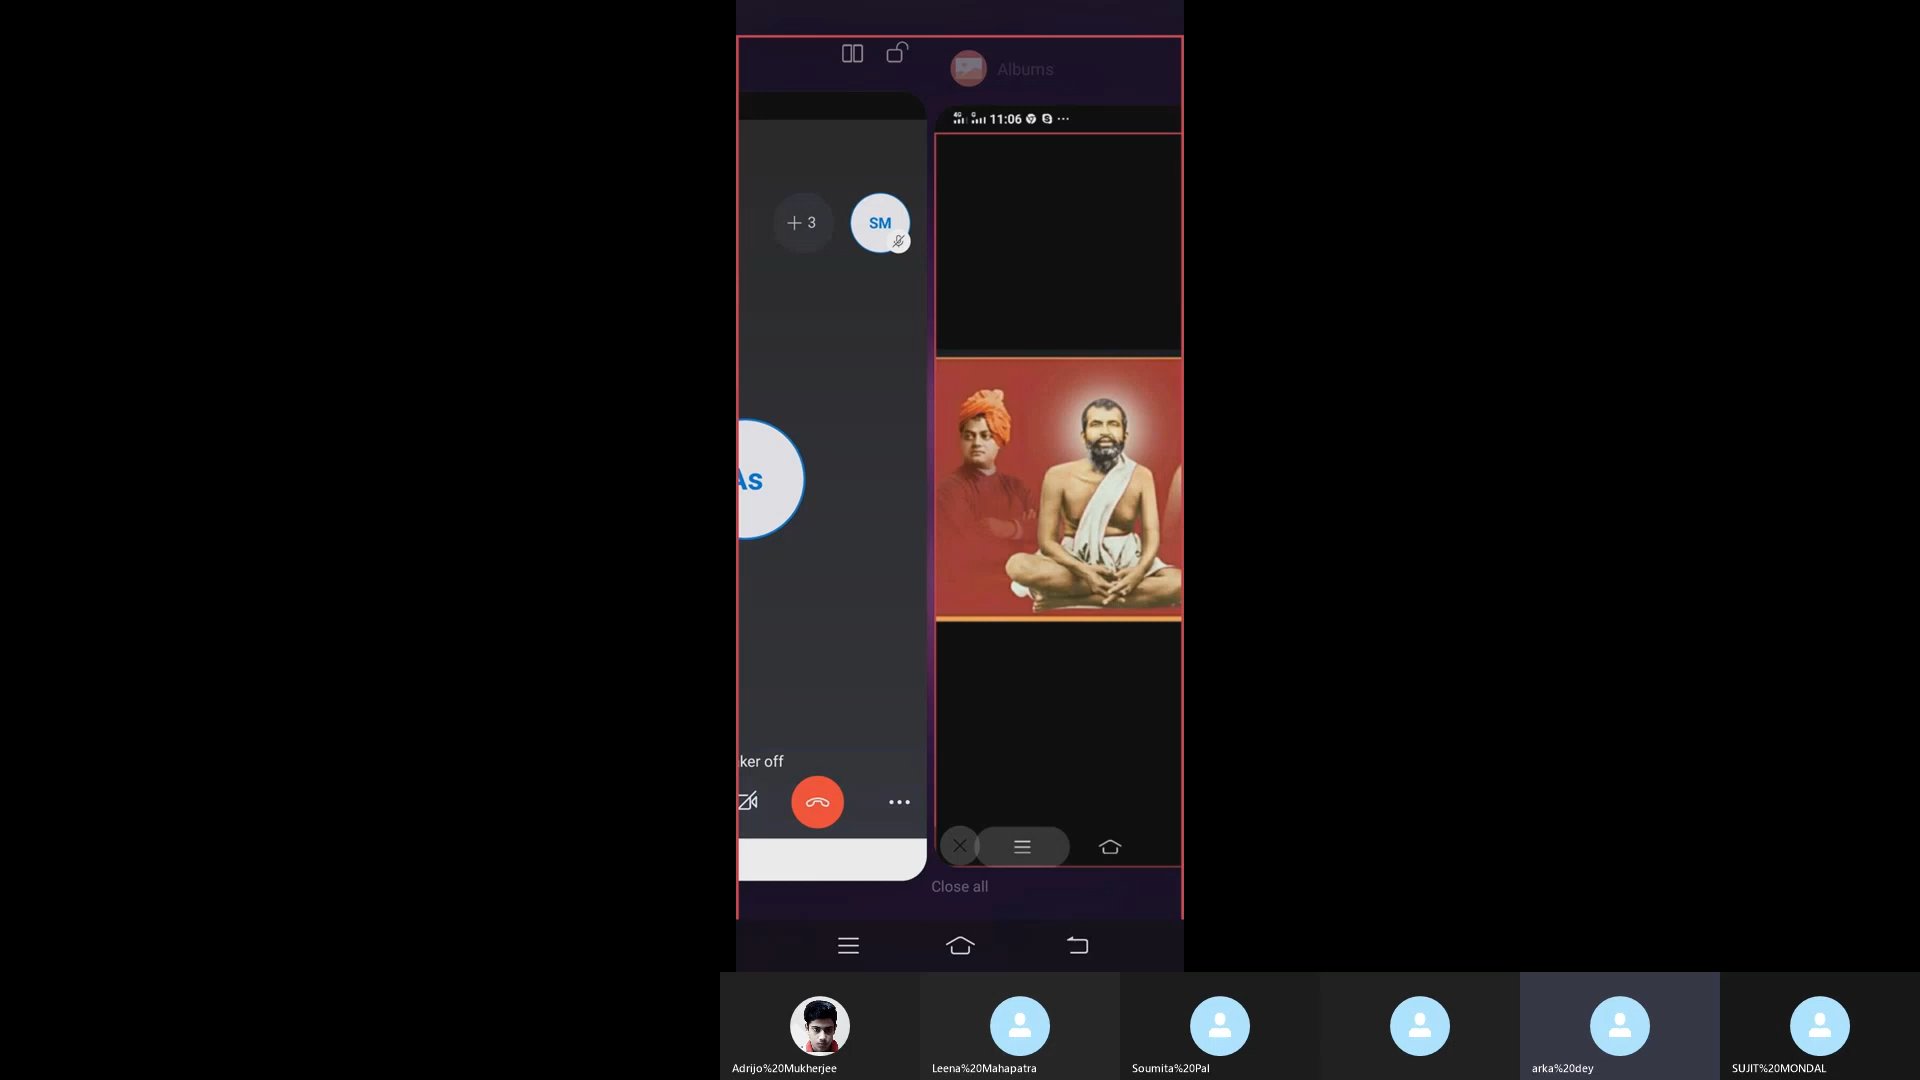 Albums
11:06
+ 3
SM
As
ker off
Close all
Adrijo%20Mukherjee
Leena%20Mahapatra
Soumita%20Pal
arka%20dey
SUJIT%20MONDAL